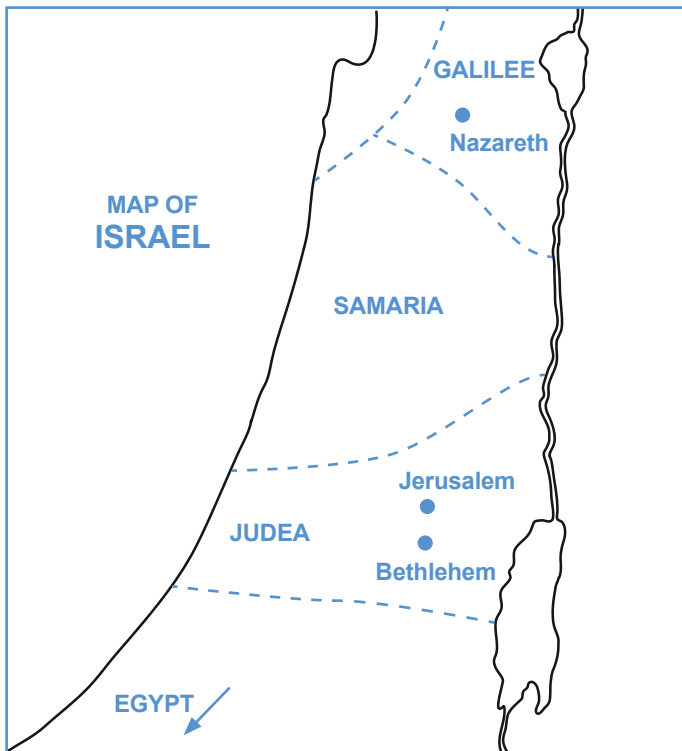 GALILEE
Nazareth
MAP OF
ISRAEL
SAMARIA
Jerusalem
JUDEA
Bethlehem
EGYPT